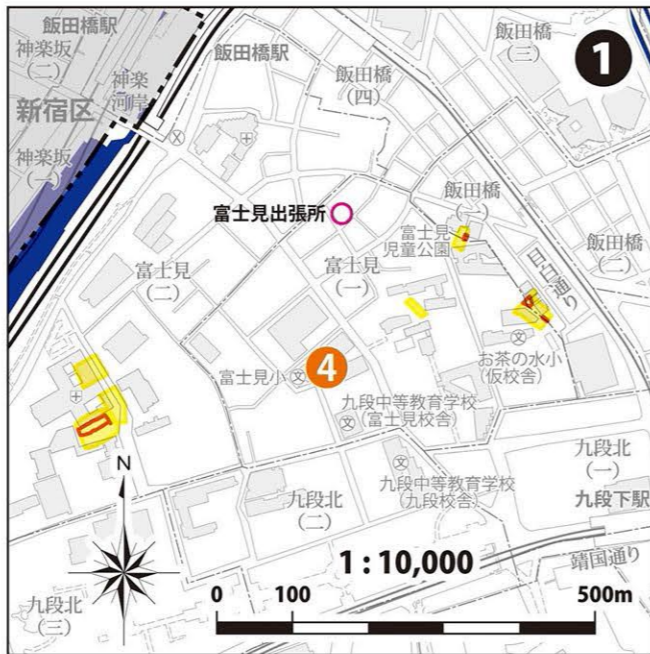 飯田橋駅
神楽坂
（二）
神楽
河岸
新宿区
神楽坂
（一）
飯田橋駅
飯田橋
（四）
飯田橋
（三）
1
富士見出張所
飯田橋
（一）
富士見
児童公園
目白通り
飯田橋
（二）
富士見
（二）
富士見
（一）
お茶の水小
（仮校舎）
富士見小
文
4
九段中等教育学校
（富士見校舎）
文
文
文
九段中等教育学校
（九段校舎）
九段北
（一）
九段下駅
九段北
（二）
靖国通り
N
九段北
（三）
1 : 10,000
0 100 500m